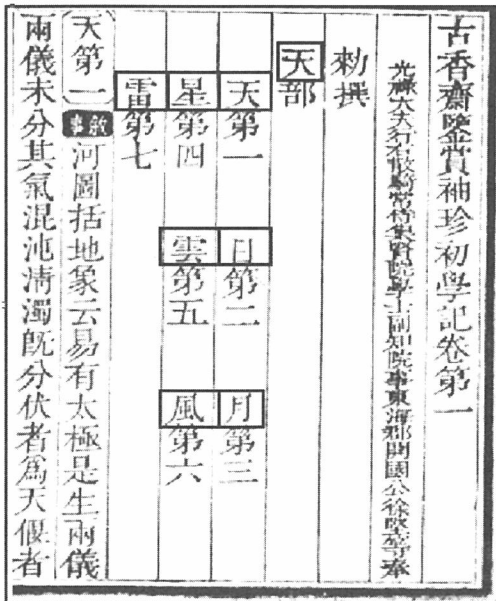 古香齋鑒賞袖珍初學記卷第一
光祿大夫行右散騎常侍集賢院學士副知院事東海郡開國公徐堅等奉
勑撰
天部
天第一
日第二
月第三
星第四
雲第五
風第六
雷第七
天第一 敘事 河圖括地象云易有太極是生兩儀
兩儀未分其氣混沌清濁既分伏者為天偃者